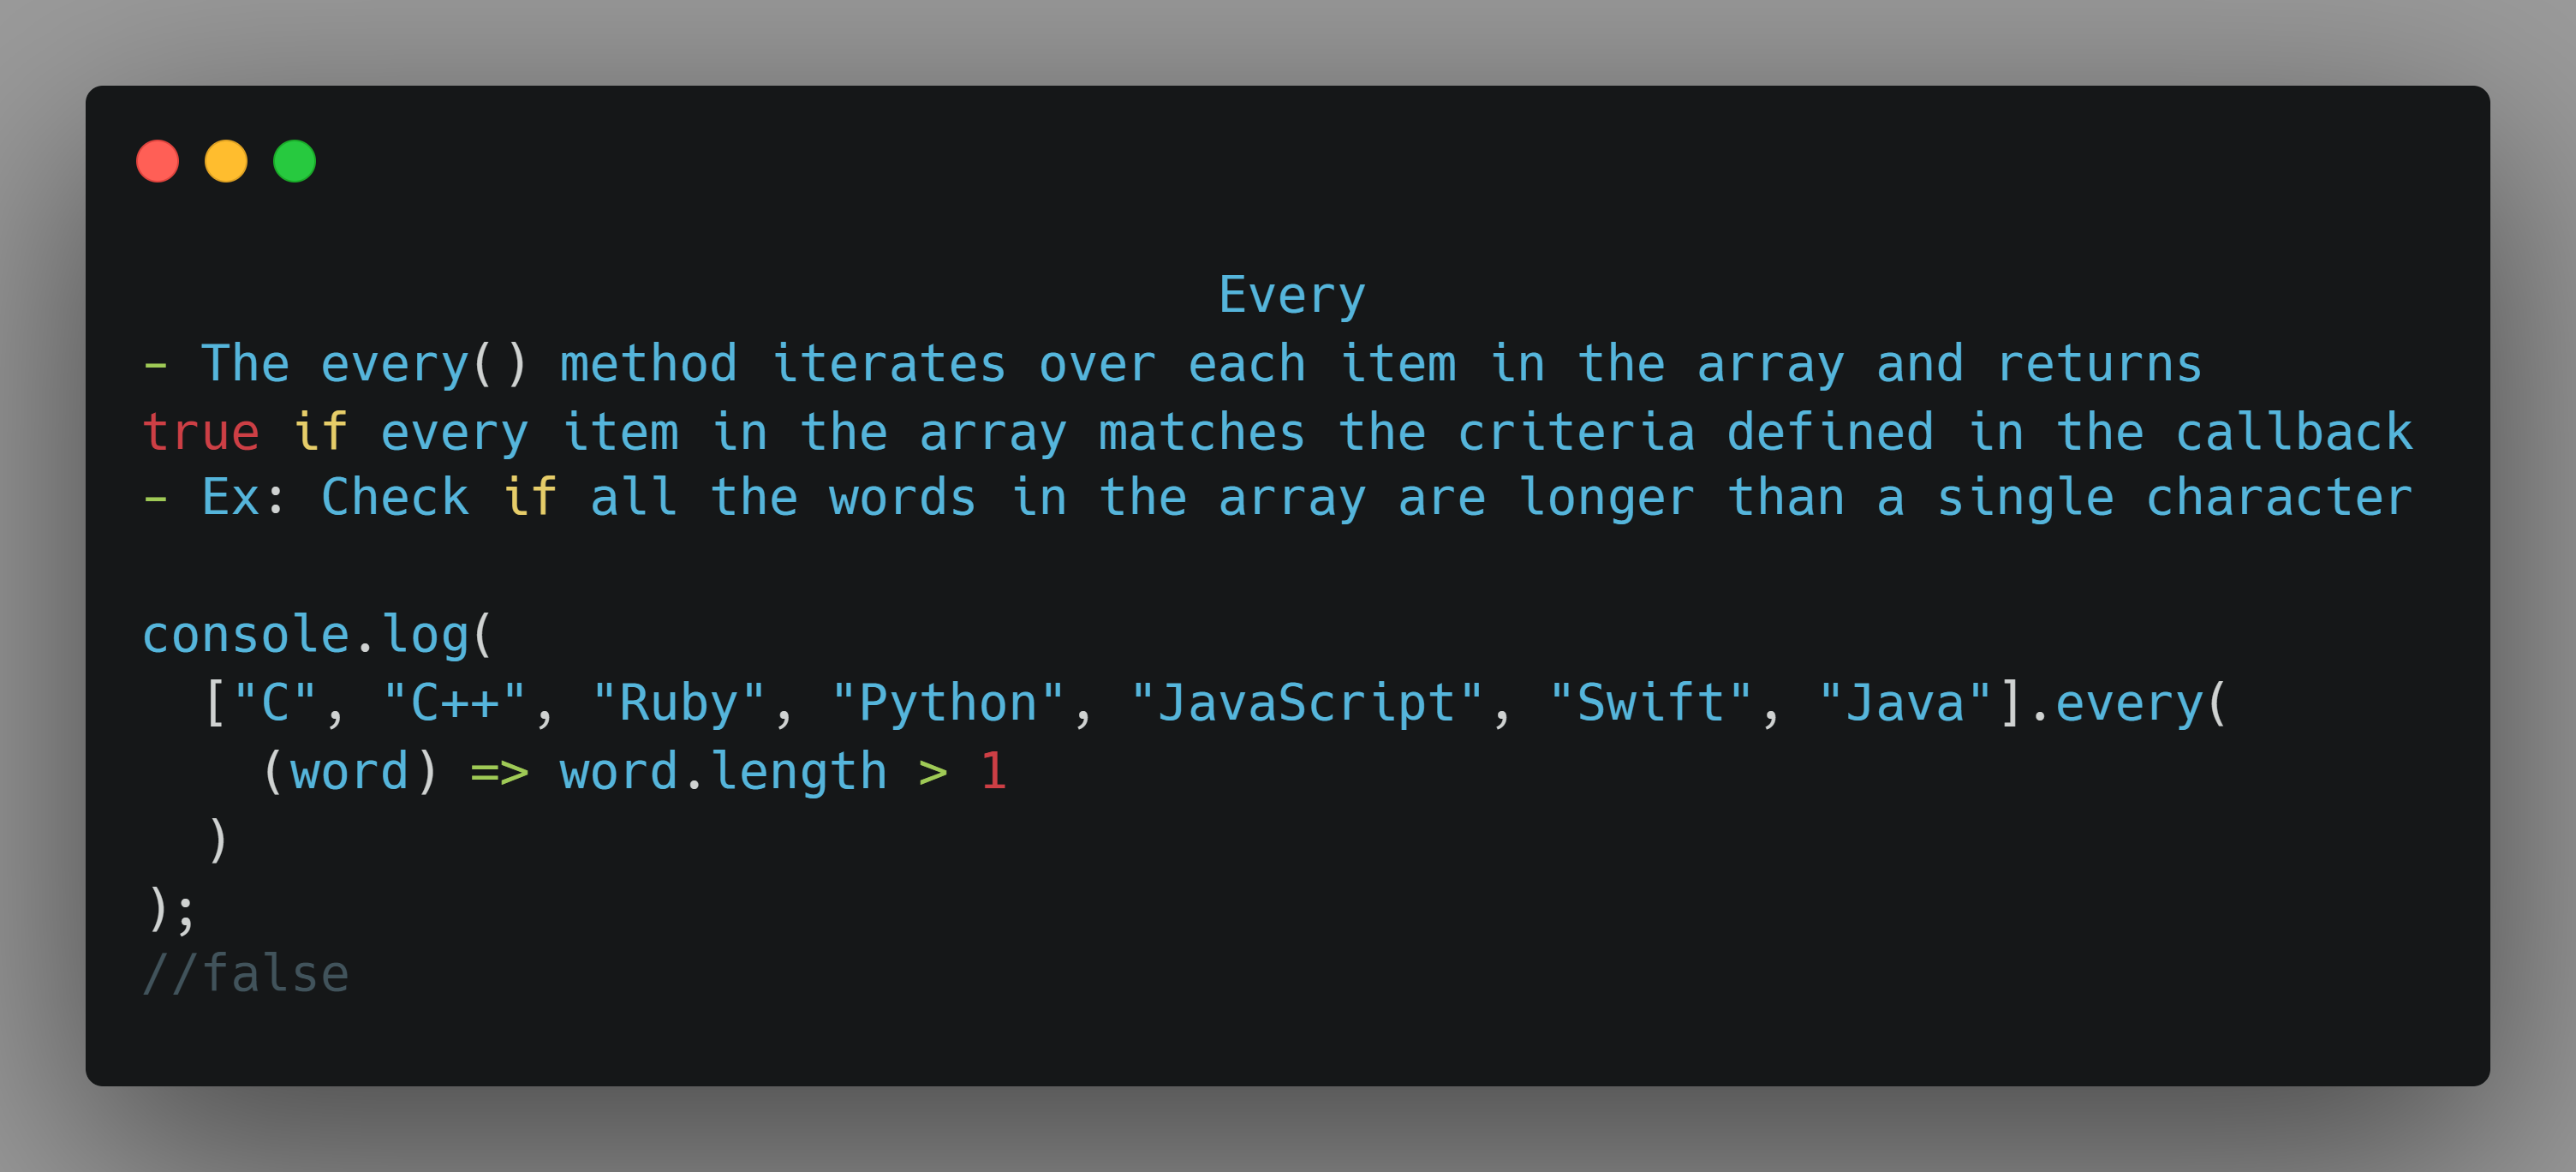 Every
- The every() method iterates over each item in the array and returns
true if every item in the array matches the criteria defined in the callback
- Ex: Check if all the words in the array are longer than a single character
console.log(
["C", "C++", "Ruby", "Python", "JavaScript", "Swift", "Java"].every(
(word) => word.length > 1
)
);
//false